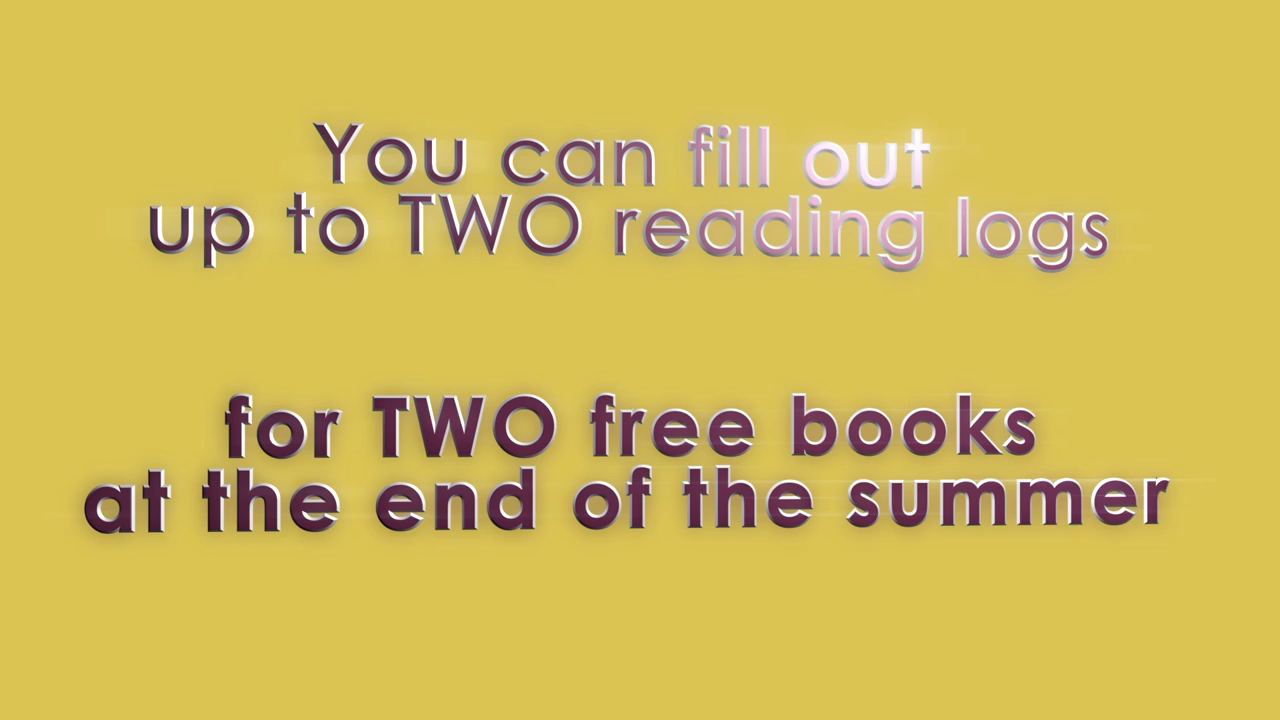 You can fill out
up to TWO reading logs
for TWO free books
at the end of the summer